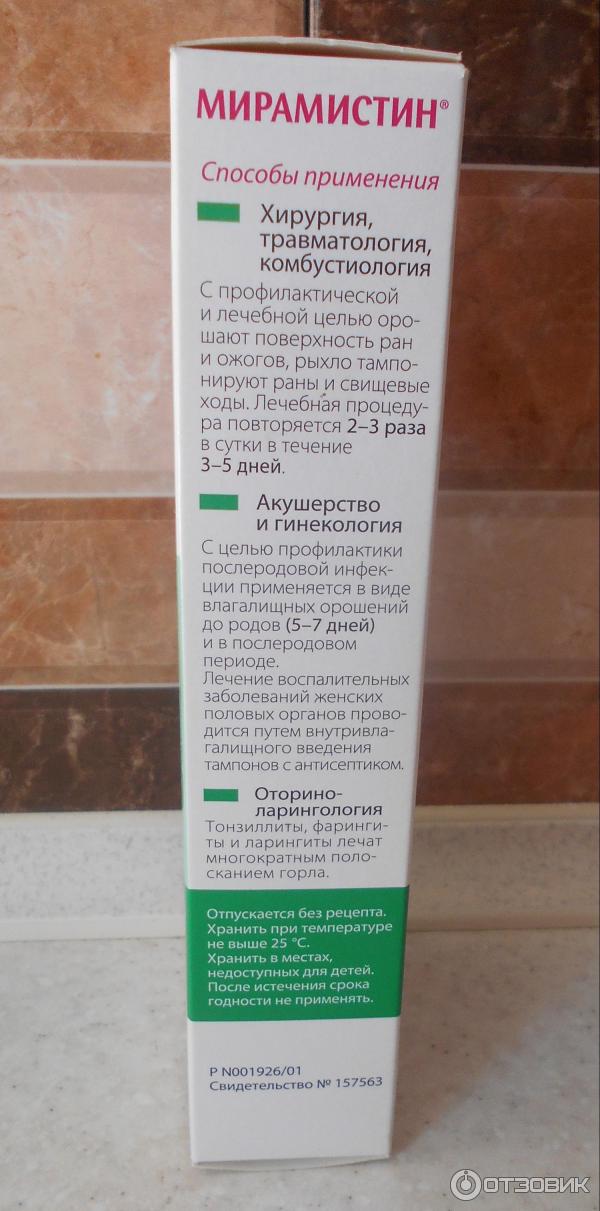 МИРАМИСТИН®
Способы применения
Хирургия,
травматология,
комбустиология
С профилактической
и лечебной целью оро-
шают поверхность ран
и ожогов, рыхло тампо-
нируют раны и свищевые
ходы. Лечебная процеду-
ра повторяется 2–3 раза
в сутки в течение
3–5 дней.
Акушерство
и гинекология
С целью профилактики
послеродовой инфек-
ции применяется в виде
влагалищных орошений
до родов (5–7 дней)
и в послеродовом
периоде.
Лечение воспалительных
заболеваний женских
половых органов прово-
дится путем внутривла-
галищного введения
тампонов с антисептиком.
Оторино-
ларингология
Тонзиллиты, фаринги-
ты и ларингиты лечат
многократным поло-
сканием горла.
Отпускается без рецепта.
Хранить при температуре
не выше 25 °С.
Хранить в местах,
недоступных для детей.
После истечения срока
годности не применять.
Р N001926/01
Свидетельство № 157563
ОТЗОВИК